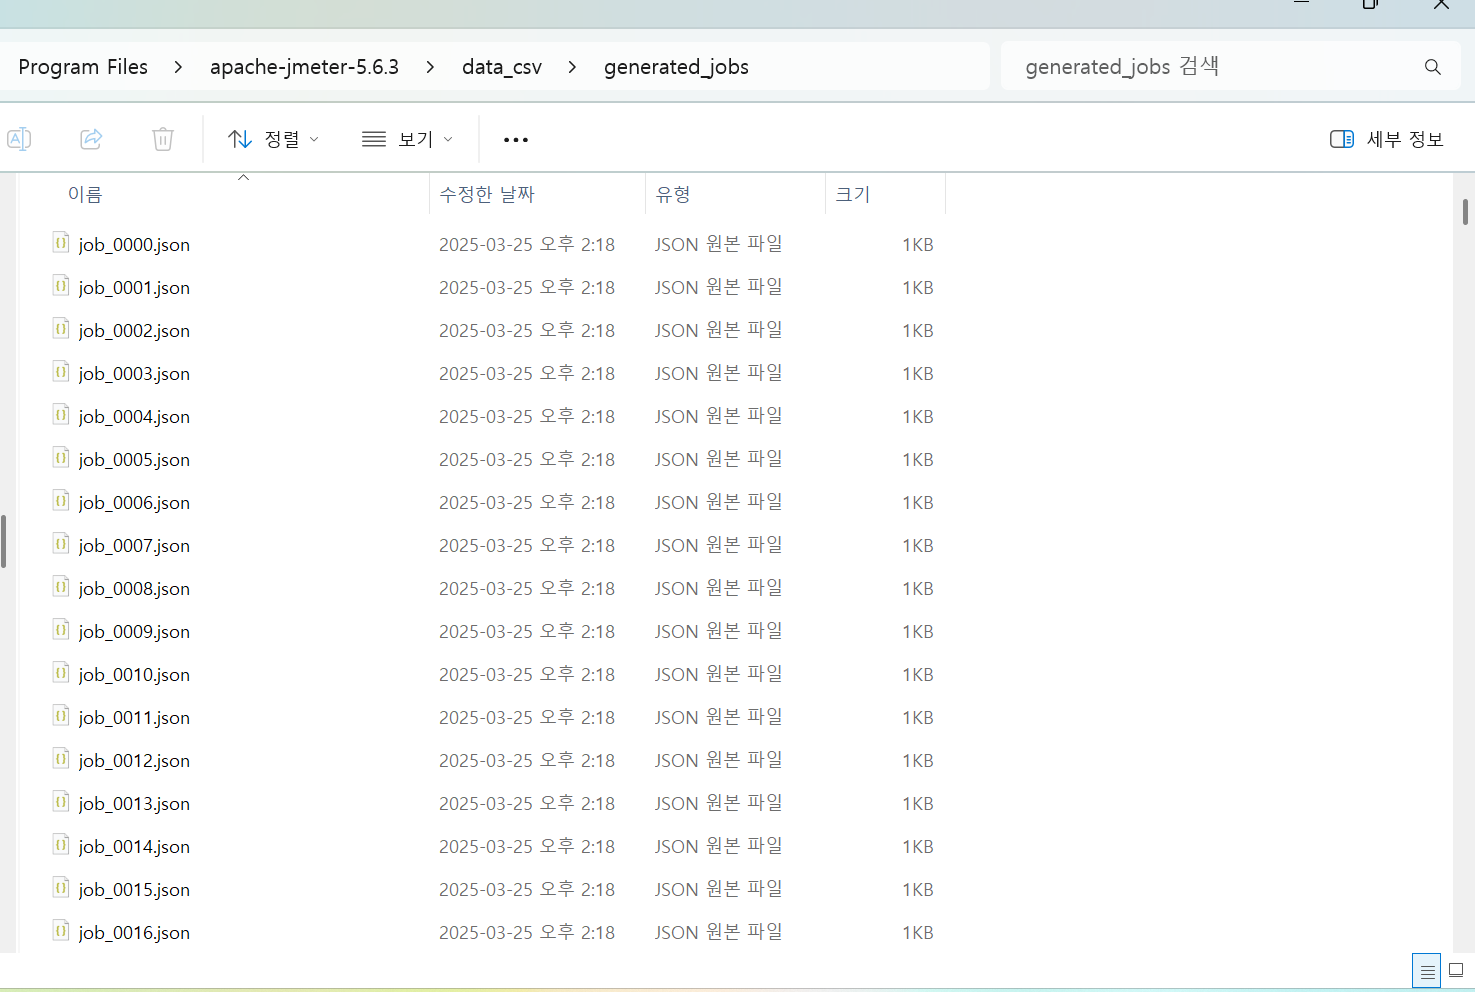 Program Files > apache-jmeter-5.6.3 > data_csv > generated_jobs generated_jobs 검색
정렬 보기 ••• 세부 정보
이름 수정한 날짜 유형 크기
job_0000.json 2025-03-25 오후 2:18 JSON 원본 파일 1KB
job_0001.json 2025-03-25 오후 2:18 JSON 원본 파일 1KB
job_0002.json 2025-03-25 오후 2:18 JSON 원본 파일 1KB
job_0003.json 2025-03-25 오후 2:18 JSON 원본 파일 1KB
job_0004.json 2025-03-25 오후 2:18 JSON 원본 파일 1KB
job_0005.json 2025-03-25 오후 2:18 JSON 원본 파일 1KB
job_0006.json 2025-03-25 오후 2:18 JSON 원본 파일 1KB
job_0007.json 2025-03-25 오후 2:18 JSON 원본 파일 1KB
job_0008.json 2025-03-25 오후 2:18 JSON 원본 파일 1KB
job_0009.json 2025-03-25 오후 2:18 JSON 원본 파일 1KB
job_0010.json 2025-03-25 오후 2:18 JSON 원본 파일 1KB
job_0011.json 2025-03-25 오후 2:18 JSON 원본 파일 1KB
job_0012.json 2025-03-25 오후 2:18 JSON 원본 파일 1KB
job_0013.json 2025-03-25 오후 2:18 JSON 원본 파일 1KB
job_0014.json 2025-03-25 오후 2:18 JSON 원본 파일 1KB
job_0015.json 2025-03-25 오후 2:18 JSON 원본 파일 1KB
job_0016.json 2025-03-25 오후 2:18 JSON 원본 파일 1KB